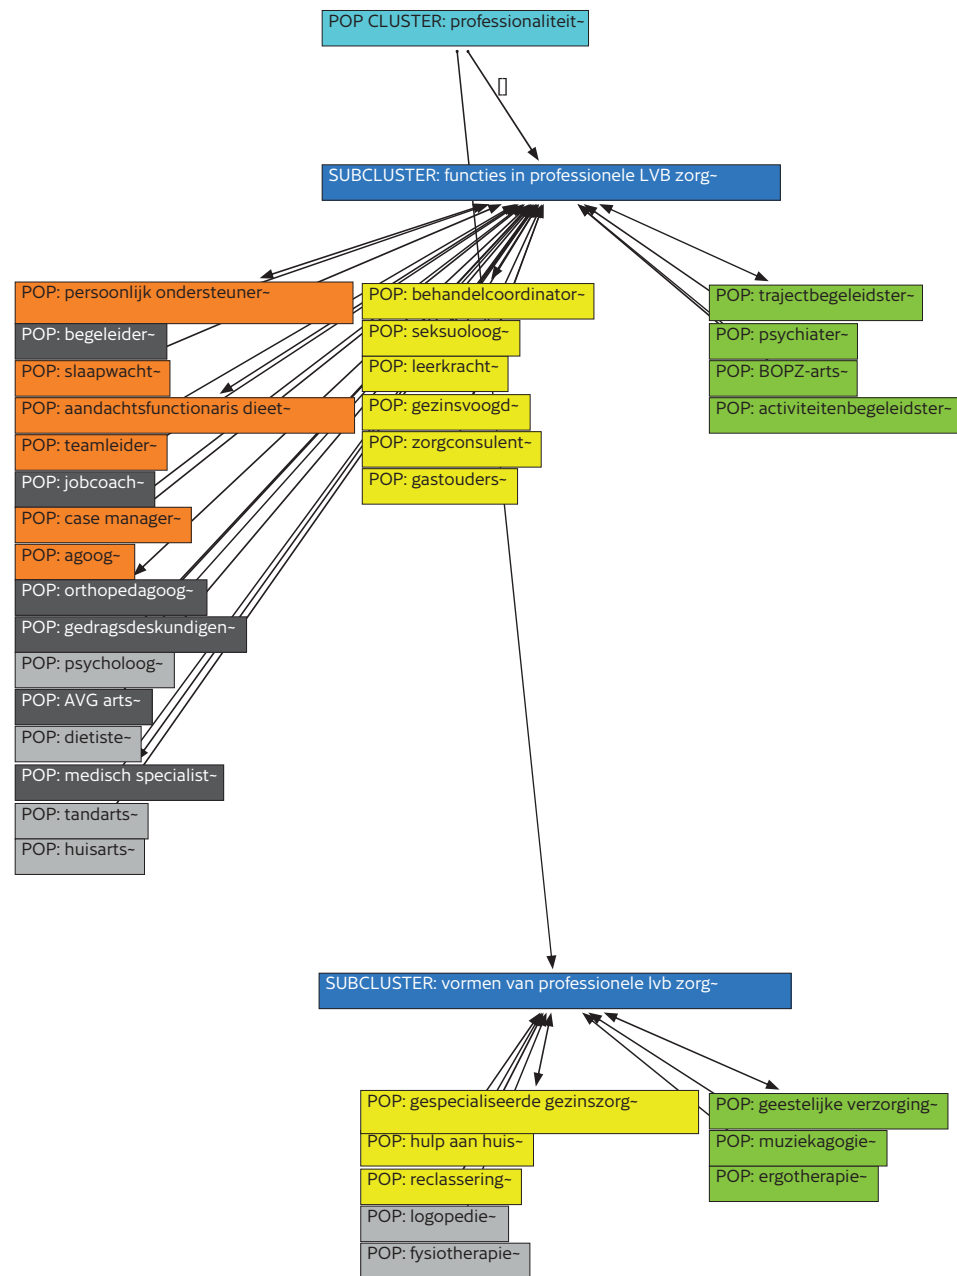 POP CLUSTER: professionaliteit~
SUBCLUSTER: functies in professionele LVB zorg~
POP: persoonlijk ondersteuner~
POP: begeleider~
POP: slaapwacht~
POP: aandachtsfunctionaris dieet~
POP: teamleider~
POP: jobcoach~
POP: case manager~
POP: agoog~
POP: orthopedagoog~
POP: gedragsdeskundigen~
POP: psycholoog~
POP: AVG arts~
POP: dietiste~
POP: medisch specialist~
POP: tandarts~
POP: huisarts~
POP: behandelcoordinator~
POP: seksuoloog~
POP: leerkracht~
POP: gezinsvoogd~
POP: zorgconsulent~
POP: gastouders~
POP: trajectbegeleidster~
POP: psychiater~
POP: BOPZ-arts~
POP: activiteitenbegeleidster~
SUBCLUSTER: vormen van professionele lvb zorg~
POP: gespecialiseerde gezinszorg~
POP: hulp aan huis~
POP: reclassering~
POP: logopedie~
POP: fysiotherapie~
POP: geestelijke verzorging~
POP: muziekagogie~
POP: ergotherapie~